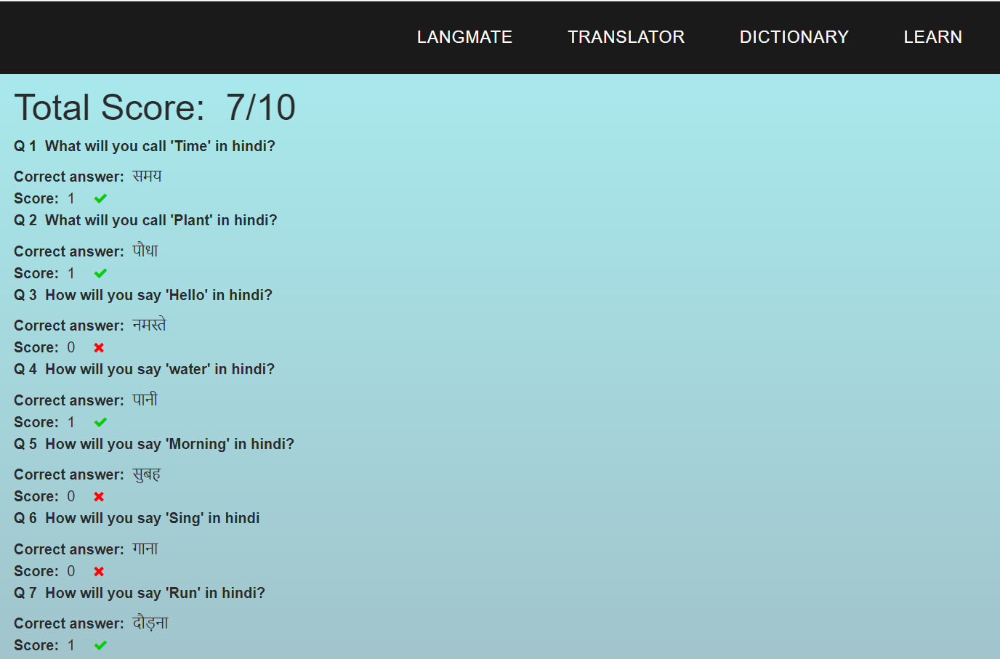 LANGMATE TRANSLATOR DICTIONARY LEARN
Total Score: 7/10
Q 1 What will you call 'Time' in hindi?
Correct answer: समय
Score: 1
Q 2 What will you call 'Plant' in hindi?
Correct answer: पौधा
Score: 1
Q 3 How will you say 'Hello' in hindi?
Correct answer: नमस्ते
Score: 0
Q 4 How will you say 'water' in hindi?
Correct answer: पानी
Score: 1
Q 5 How will you say 'Morning' in hindi?
Correct answer: सुबह
Score: 0
Q 6 How will you say 'Sing' in hindi
Correct answer: गाना
Score: 0
Q 7 How will you say 'Run' in hindi?
Correct answer: दौड़ना
Score: 1